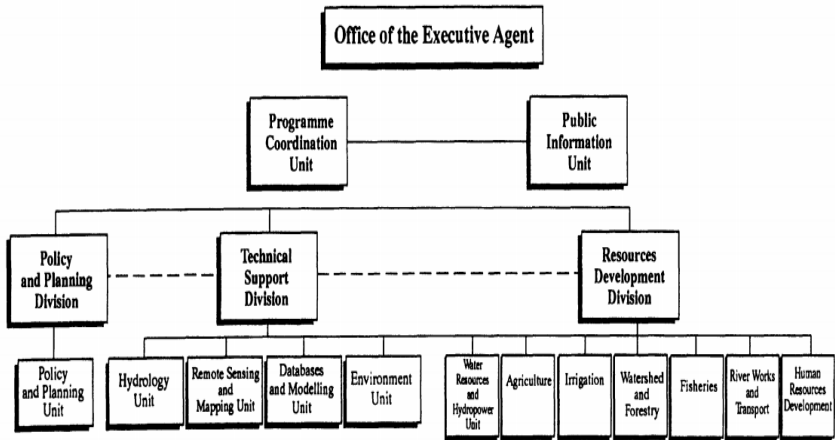 Office of the Executive Agent
Programme
Coordination
Unit
Public
Information
Unit
Policy
and Planning
Division
Technical
Support
Division
Resources
Development
Division
Policy
and Planning
Unit
Hydrology
Unit
Remote Sensing
and
Mapping Unit
Databases
and Modelling
Unit
Environment
Unit
Water
Resources
and
Hydropower
Unit
Agriculture
Irrigation
Watershed
and
Forestry
Fisheries
River Works
and
Transport
Human
Resources
Development